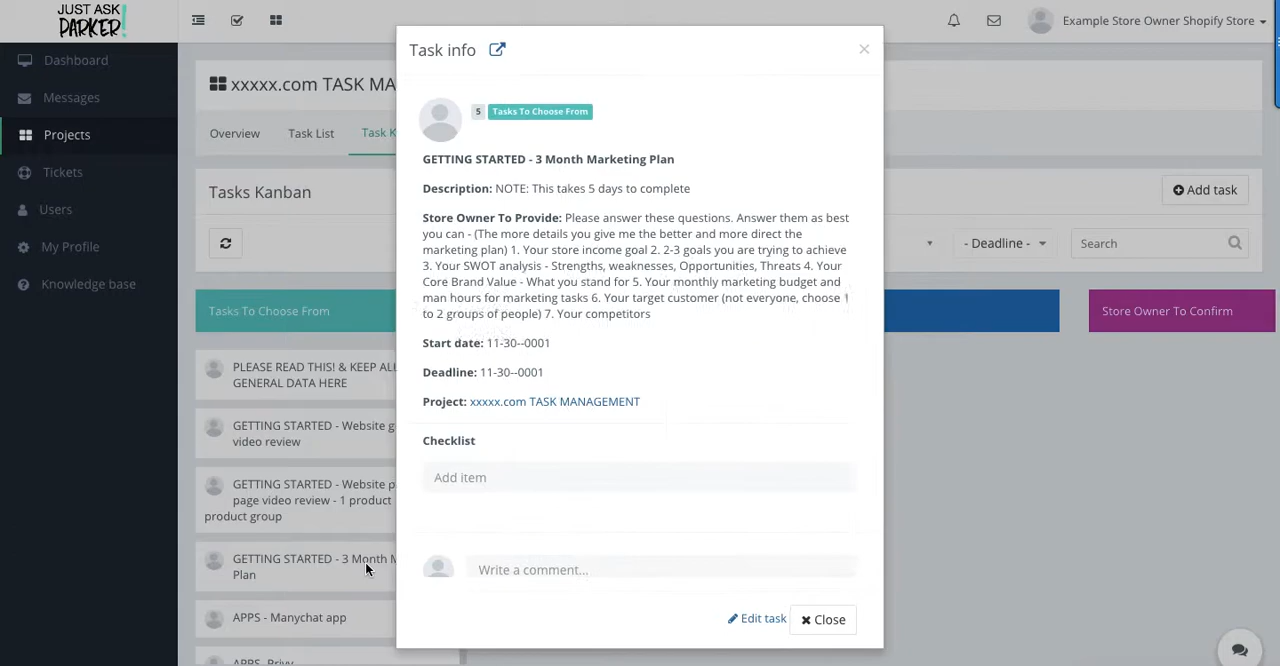 JUST ASK
PARKER!
Example Store Owner Shopify Store
Dashboard
Messages
Projects
Tickets
Users
My Profile
Knowledge base
xxxxx.com TASK MA
Overview
Task List
Task K
Tasks Kanban
Add task
- Deadline -
Search
Tasks To Choose From
Store Owner To Confirm
PLEASE READ THIS! & KEEP ALL
GENERAL DATA HERE
GETTING STARTED - Website
video review
GETTING STARTED - Website
page video review - 1 product
product group
GETTING STARTED - 3 Month M
Plan
APPS - Manychat app
APPS - Privy
Task info
×
5
Tasks To Choose From
GETTING STARTED - 3 Month Marketing Plan
Description: NOTE: This takes 5 days to complete
Store Owner To Provide: Please answer these questions. Answer them as best
you can - (The more details you give me the better and more direct the
marketing plan) 1. Your store income goal 2. 2-3 goals you are trying to achieve
3. Your SWOT analysis - Strengths, weaknesses, Opportunities, Threats 4. Your
Core Brand Value - What you stand for 5. Your monthly marketing budget and
man hours for marketing tasks 6. Your target customer (not everyone, choose 1
to 2 groups of people) 7. Your competitors
Start date: 11-30--0001
Deadline: 11-30--0001
Project: xxxxx.com TASK MANAGEMENT
Checklist
Add item
Write a comment...
Edit task
Close